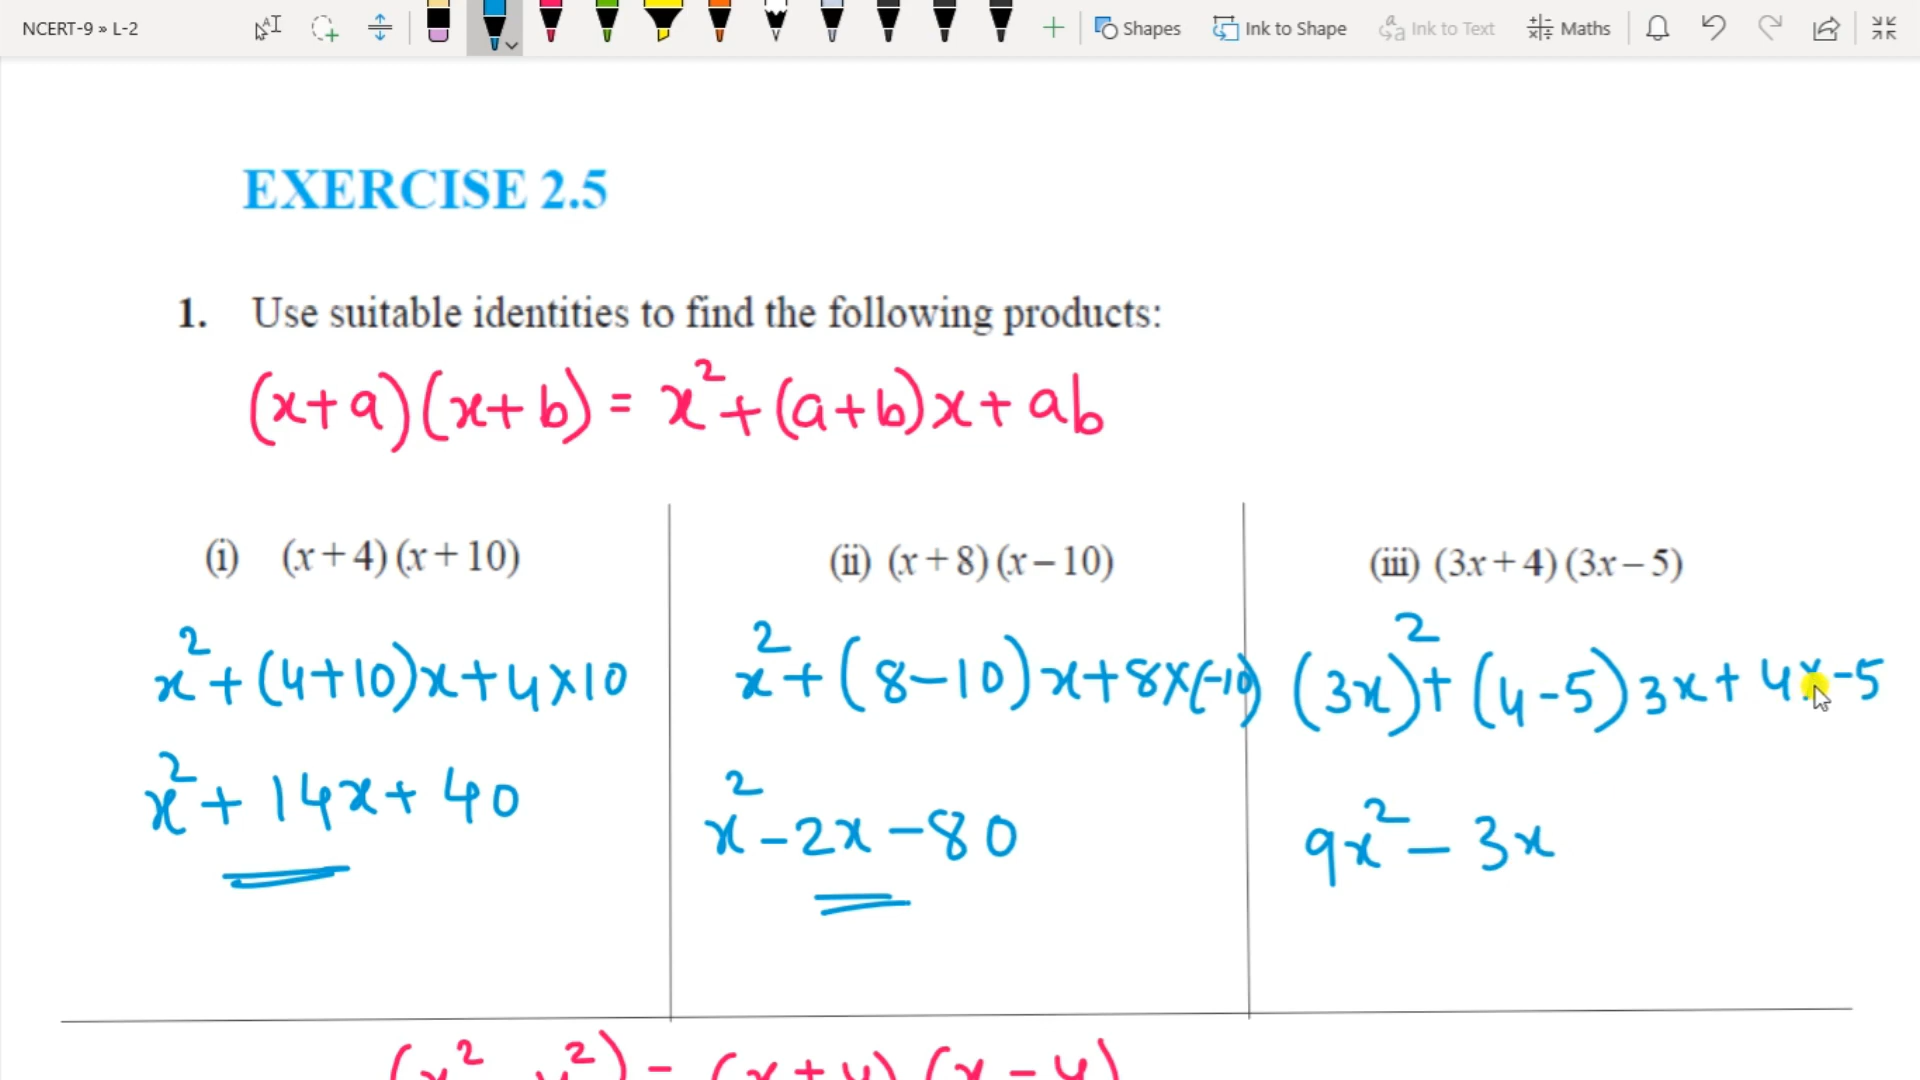 NCERT-9 » L-2 Shapes Ink to Shape Ink to Text Maths
EXERCISE 2.5
1. Use suitable identities to find the following products:
(x+a)(x+b) = x²+(a+b)x+ab
(i) (x+4)(x+10)
x²+(4+10)x+4×10
x²+14x+40
(ii) (x+8)(x–10)
x²+(8-10)x+8×(-10)
x²-2x-80
(iii) (3x+4)(3x–5)
(3x)²+(4-5)3x+4×-5
9x²-3x
(x² y²) = (x+y)(x-y)